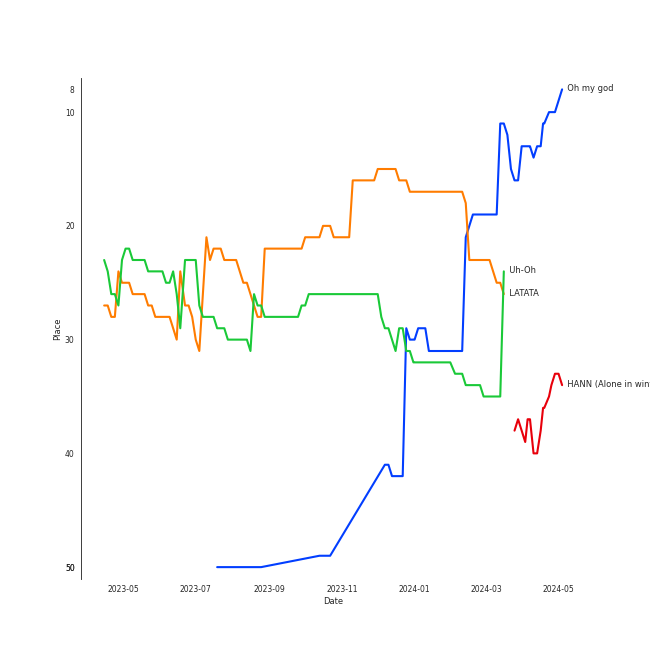 8
Oh my god
10
20
Uh-Oh
LATATA
Place
30
HANN (Alone in win
40
50
2023-05 2023-07 2023-09 2023-11 2024-01 2024-03 2024-05
Date